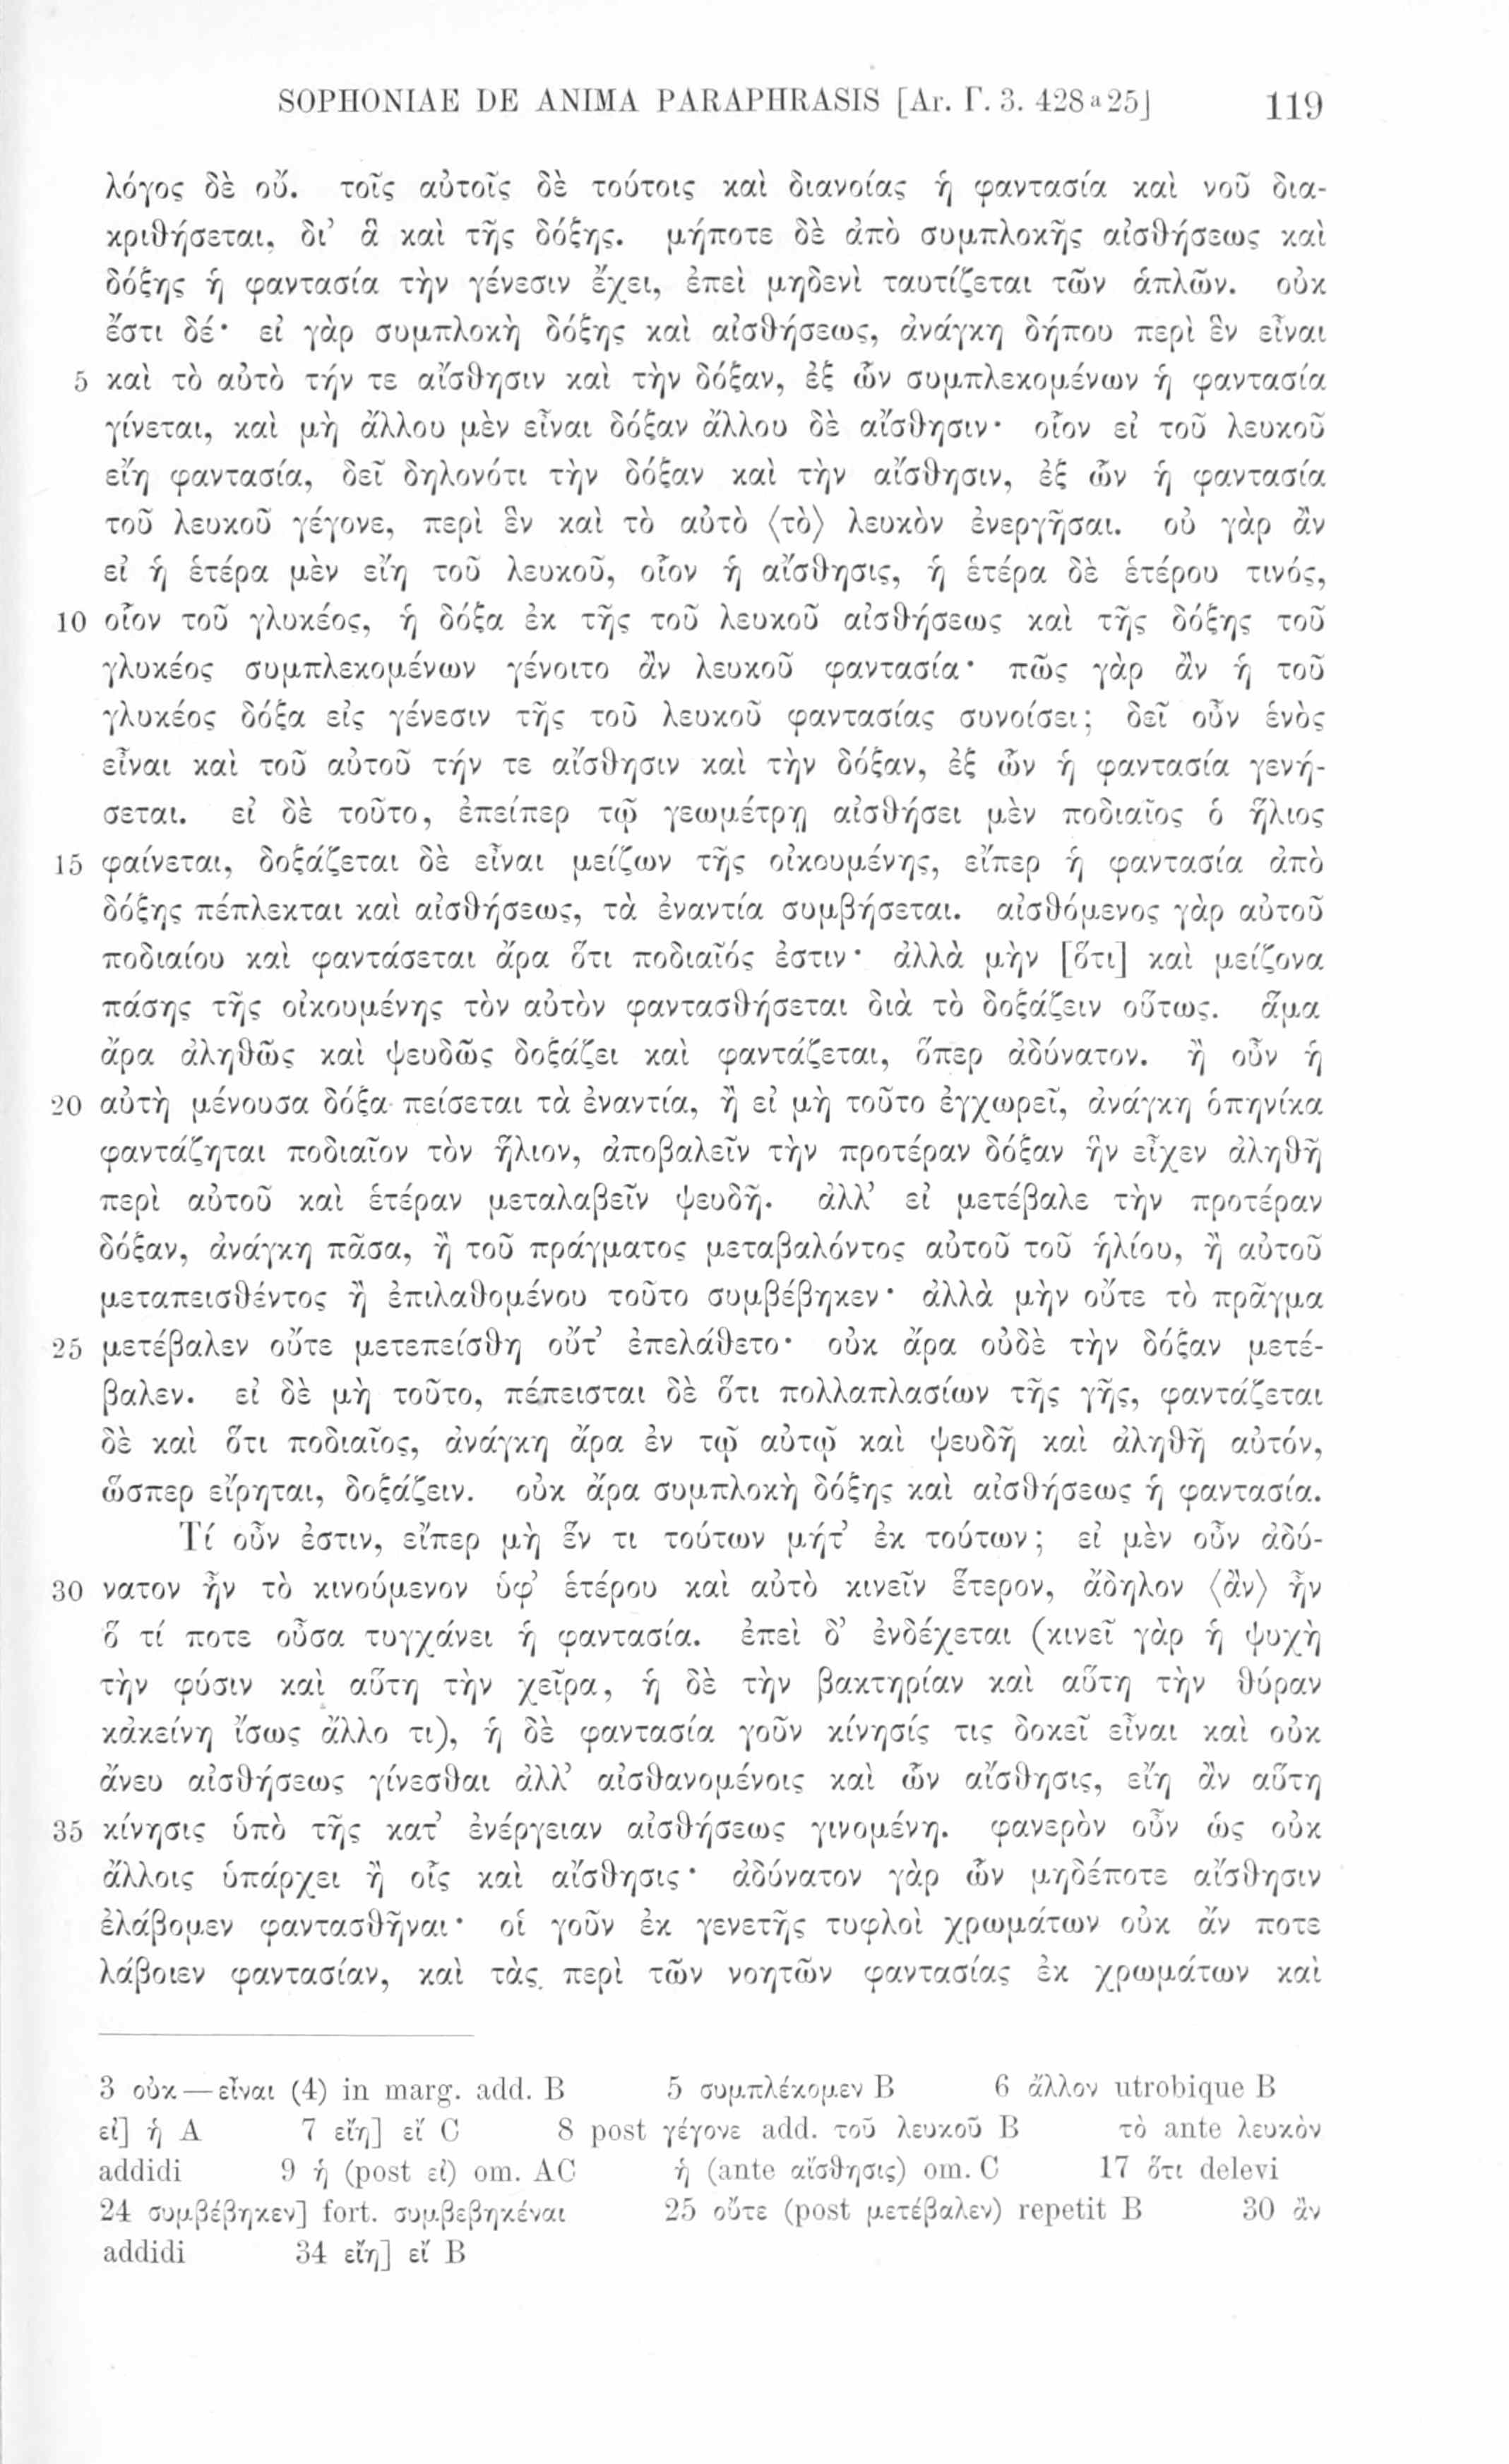 SOPHONIAE DE ANIMA PARAPHRASIS [Ar. Γ. 3. 428 a 25] 119
λόγος δὲ οὔ. τοῖς αὐτοῖς δὲ τούτοις καὶ διανοίας ἡ φαντασία καὶ νοῦ δια-
κριθήσεται, δι’ ἃ καὶ τῆς δόξης. μήποτε δὲ ἀπὸ συμπλοκῆς αἰσθήσεως καὶ
δόξης ἡ φαντασία τὴν γένεσιν ἔχει, ἐπεὶ μηδενὶ ταυτίζεται τῶν ἁπλῶν. οὐκ
ἔστι δέ· εἰ γὰρ συμπλοκὴ δόξης καὶ αἰσθήσεως, ἀνάγκη δήπου περὶ ἓν εἶναι
5 καὶ τὸ αὐτὸ τήν τε αἴσθησιν καὶ τὴν δόξαν, ἐξ ὧν συμπλεκομένων ἡ φαντασία
γίνεται, καὶ μὴ ἄλλου μὲν εἶναι δόξαν ἄλλου δὲ αἴσθησιν· οἷον εἰ τοῦ λευκοῦ
εἴη φαντασία, δεῖ δηλονότι τὴν δόξαν καὶ τὴν αἴσθησιν, ἐξ ὧν ἡ φαντασία
τοῦ λευκοῦ γέγονε, περὶ ἓν καὶ τὸ αὐτὸ ⟨τὸ⟩ λευκὸν ἐνεργῆσαι. οὐ γὰρ ἂν
εἰ ἡ ἑτέρα μὲν εἴη τοῦ λευκοῦ, οἷον ἡ αἴσθησις, ἡ ἑτέρα δὲ ἑτέρου τινός,
10 οἷον τοῦ γλυκέος, ἡ δόξα ἐκ τῆς τοῦ λευκοῦ αἰσθήσεως καὶ τῆς δόξης τοῦ
γλυκέος συμπλεκομένων γένοιτο ἂν λευκοῦ φαντασία· πῶς γὰρ ἂν ἡ τοῦ
γλυκέος δόξα εἰς γένεσιν τῆς τοῦ λευκοῦ φαντασίας συνοίσει; δεῖ οὖν ἑνὸς
εἶναι καὶ τοῦ αὐτοῦ τήν τε αἴσθησιν καὶ τὴν δόξαν, ἐξ ὧν ἡ φαντασία γενή-
σεται. εἰ δὲ τοῦτο, ἐπείπερ τῷ γεωμέτρῃ αἰσθήσει μὲν ποδιαῖος ὁ ἥλιος
15 φαίνεται, δοξάζεται δὲ εἶναι μείζων τῆς οἰκουμένης, εἴπερ ἡ φαντασία ἀπὸ
δόξης πέπλεκται καὶ αἰσθήσεως, τὰ ἐναντία συμβήσεται. αἰσθόμενος γὰρ αὐτοῦ
ποδιαίου καὶ φαντάσεται ἄρα ὅτι ποδιαῖός ἐστιν· ἀλλὰ μὴν [ὅτι] καὶ μείζονα
πάσης τῆς οἰκουμένης τὸν αὐτὸν φαντασθήσεται διὰ τὸ δοξάζειν οὕτως. ἅμα
ἄρα ἀληθῶς καὶ ψευδῶς δοξάζει καὶ φαντάζεται, ὅπερ ἀδύνατον. ἢ οὖν ἡ
20 αὐτὴ μένουσα δόξα πείσεται τὰ ἐναντία, ἢ εἰ μὴ τοῦτο ἐγχωρεῖ, ἀνάγκη ὁπηνίκα
φαντάζηται ποδιαῖον τὸν ἥλιον, ἀποβαλεῖν τὴν προτέραν δόξαν ἣν εἶχεν ἀληθῆ
περὶ αὐτοῦ καὶ ἑτέραν μεταλαβεῖν ψευδῆ. ἀλλ’ εἰ μετέβαλε τὴν προτέραν
δόξαν, ἀνάγκη πᾶσα, ἢ τοῦ πράγματος μεταβαλόντος αὐτοῦ τοῦ ἡλίου, ἢ αὐτοῦ
μεταπεισθέντος ἢ ἐπιλαθομένου τοῦτο συμβέβηκεν· ἀλλὰ μὴν οὔτε τὸ πρᾶγμα
25 μετέβαλεν οὔτε μετεπείσθη οὔτ’ ἐπελάθετο· οὐκ ἄρα οὐδὲ τὴν δόξαν μετέ-
βαλεν. εἰ δὲ μὴ τοῦτο, πέπεισται δὲ ὅτι πολλαπλασίων τῆς γῆς, φαντάζεται
δὲ καὶ ὅτι ποδιαῖος, ἀνάγκη ἄρα ἐν τῷ αὐτῷ καὶ ψευδῆ καὶ ἀληθῆ αὐτόν,
ὥσπερ εἴρηται, δοξάζειν. οὐκ ἄρα συμπλοκὴ δόξης καὶ αἰσθήσεως ἡ φαντασία.
Τί οὖν ἐστιν, εἴπερ μὴ ἕν τι τούτων μήτ’ ἐκ τούτων; εἰ μὲν οὖν ἀδύ-
30 νατον ἦν τὸ κινούμενον ὑφ’ ἑτέρου καὶ αὐτὸ κινεῖν ἕτερον, ἄδηλον ⟨ἂν⟩ ἦν
ὅ τί ποτε οὖσα τυγχάνει ἡ φαντασία. ἐπεὶ δ’ ἐνδέχεται (κινεῖ γὰρ ἡ ψυχὴ
τὴν φύσιν καὶ αὕτη τὴν χεῖρα, ἡ δὲ τὴν βακτηρίαν καὶ αὕτη τὴν θύραν
κἀκείνη ἴσως ἄλλο τι), ἡ δὲ φαντασία γοῦν κίνησίς τις δοκεῖ εἶναι καὶ οὐκ
ἄνευ αἰσθήσεως γίνεσθαι ἀλλ’ αἰσθανομένοις καὶ ὧν αἴσθησις, εἴη ἂν αὕτη
35 κίνησις ὑπὸ τῆς κατ’ ἐνέργειαν αἰσθήσεως γινομένη. φανερὸν οὖν ὡς οὐκ
ἄλλοις ὑπάρχει ἢ οἷς καὶ αἴσθησις· ἀδύνατον γὰρ ὧν μηδέποτε αἴσθησιν
ἐλάβομεν φαντασθῆναι· οἱ γοῦν ἐκ γενετῆς τυφλοὶ χρωμάτων οὐκ ἄν ποτε
λάβοιεν φαντασίαν, καὶ τὰς περὶ τῶν νοητῶν φαντασίας ἐκ χρωμάτων καὶ
3 οὐκ — εἶναι (4) in marg. add. B 5 συμπλέκομεν B 6 ἄλλον utrobique B
εἰ] ἡ A 7 εἴη] εἴ C 8 post γέγονε add. τοῦ λευκοῦ B τὸ ante λευκὸν
addidi 9 ἡ (post εἰ) om. AC ἡ (ante αἴσθησις) om. C 17 ὅτι delevi
24 συμβέβηκεν] fort. συμβεβηκέναι 25 οὔτε (post μετέβαλεν) repetit B 30 ἂν
addidi 34 εἴη] εἴ B